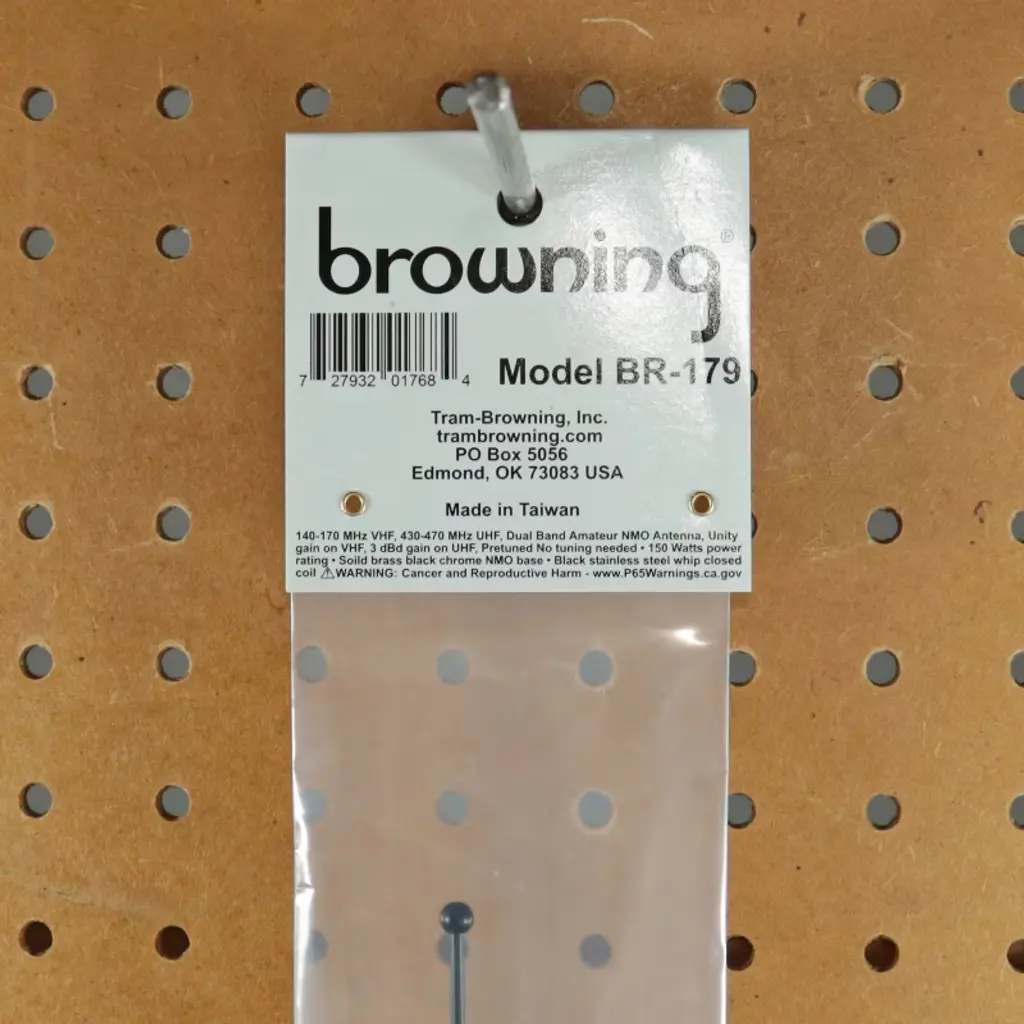 browning®
7 27932 01768 4
Model BR-179
Tram-Browning, Inc.
trambrowning.com
PO Box 5056
Edmond, OK 73083 USA
Made in Taiwan
140-170 MHz VHF, 430-470 MHz UHF, Dual Band Amateur NMO Antenna, Unity
gain on VHF, 3 dBd gain on UHF, Pretuned No tuning needed • 150 Watts power
rating • Soild brass black chrome NMO base • Black stainless steel whip closed
coil ⚠WARNING: Cancer and Reproductive Harm - www.P65Warnings.ca.gov